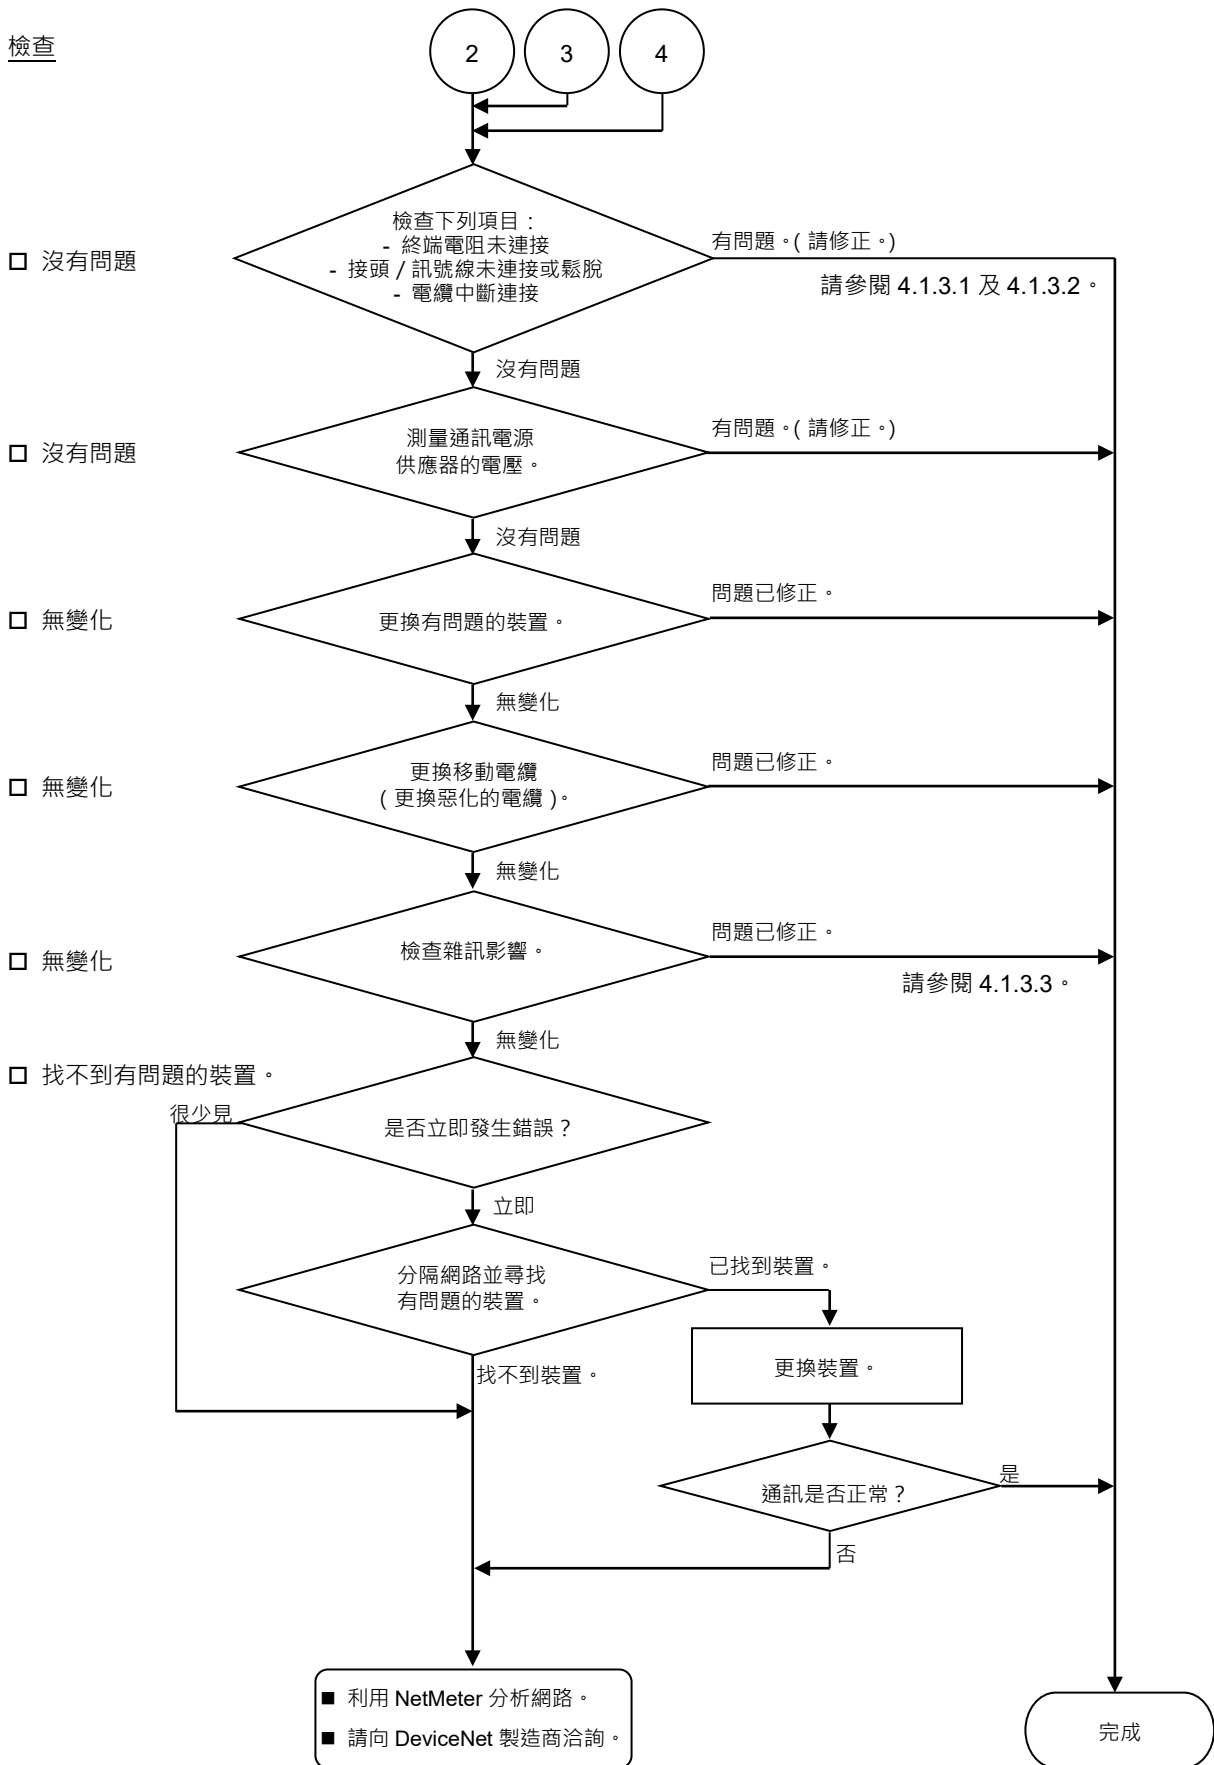 檢查
2
3
4
檢查下列項目：
- 終端電阻未連接
- 接頭 / 訊號線未連接或鬆脫
- 電纜中斷連接
有問題。( 請修正。)
請參閱 4.1.3.1 及 4.1.3.2。
□ 沒有問題
沒有問題
測量通訊電源
供應器的電壓。
有問題。( 請修正。)
□ 沒有問題
沒有問題
更換有問題的裝置。
問題已修正。
□ 無變化
無變化
更換移動電纜
( 更換惡化的電纜 )。
問題已修正。
□ 無變化
無變化
檢查雜訊影響。
問題已修正。
請參閱 4.1.3.3。
□ 無變化
無變化
□ 找不到有問題的裝置。
很少見
是否立即發生錯誤？
立即
分隔網路並尋找
有問題的裝置。
已找到裝置。
更換裝置。
找不到裝置。
通訊是否正常？
是
否
■ 利用 NetMeter 分析網路。
■ 請向 DeviceNet 製造商洽詢。
完成